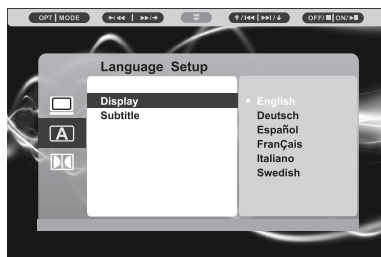 OPT MODE ←/◀◀ ▶▶/→ ↑/I◀◀ ▶▶I/↓ OFF/■ ON/▶II
Language Setup
Display
Subtitle
A
English
Deutsch
Español
FranÇais
Italiano
Swedish